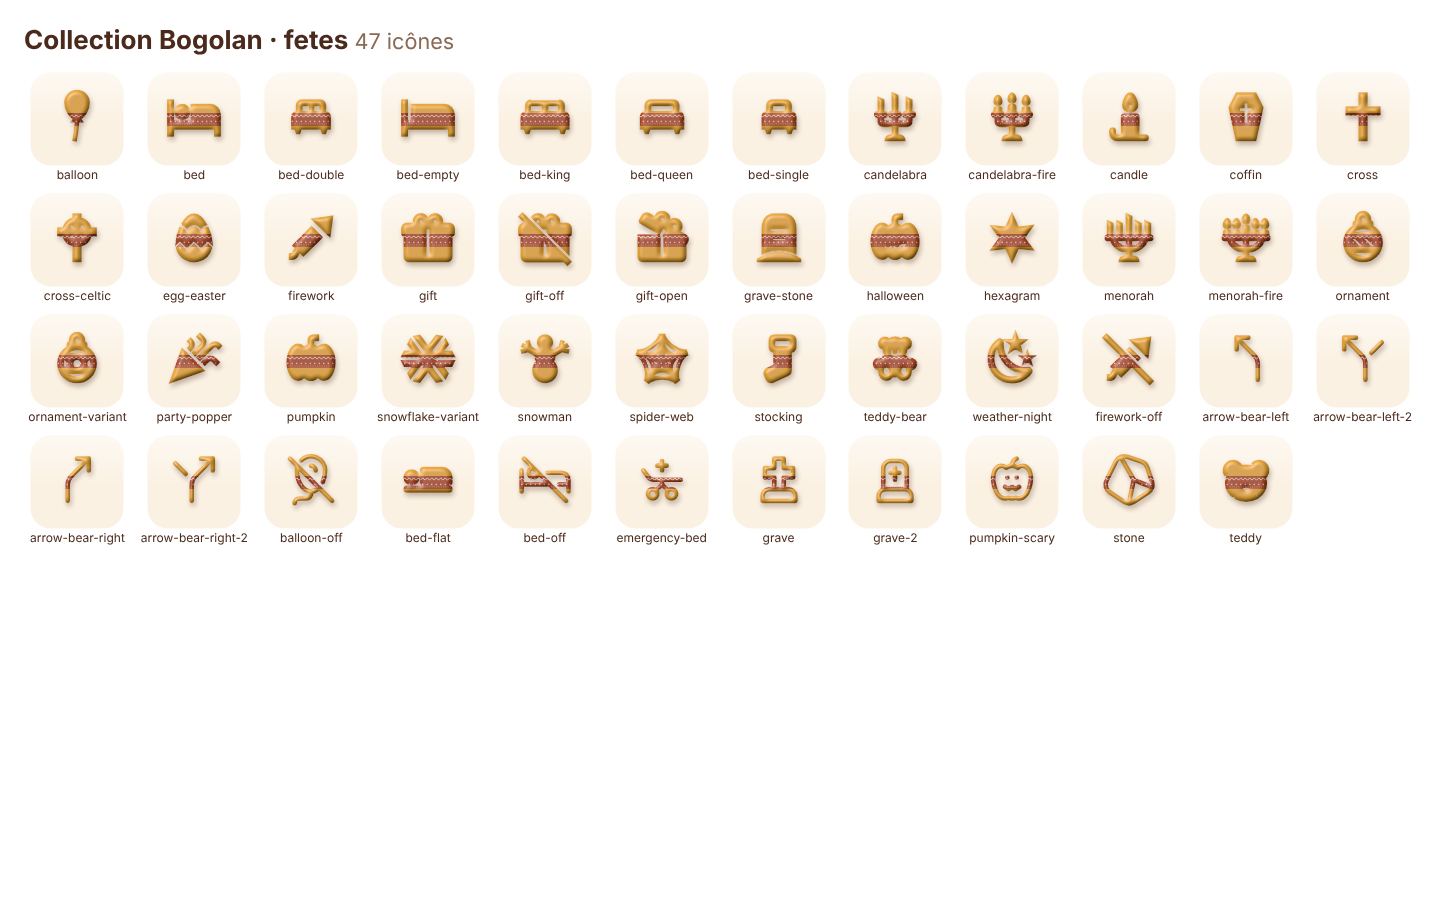 Collection Bogolan · fetes 47 icônes
balloon bed bed-double bed-empty bed-king bed-queen bed-single candelabra candelabra-fire candle coffin cross
cross-celtic egg-easter firework gift gift-off gift-open grave-stone halloween hexagram menorah menorah-fire ornament
ornament-variant party-popper pumpkin snowflake-variant snowman spider-web stocking teddy-bear weather-night firework-off arrow-bear-left arrow-bear-left-2
arrow-bear-right arrow-bear-right-2 balloon-off bed-flat bed-off emergency-bed grave grave-2 pumpkin-scary stone teddy